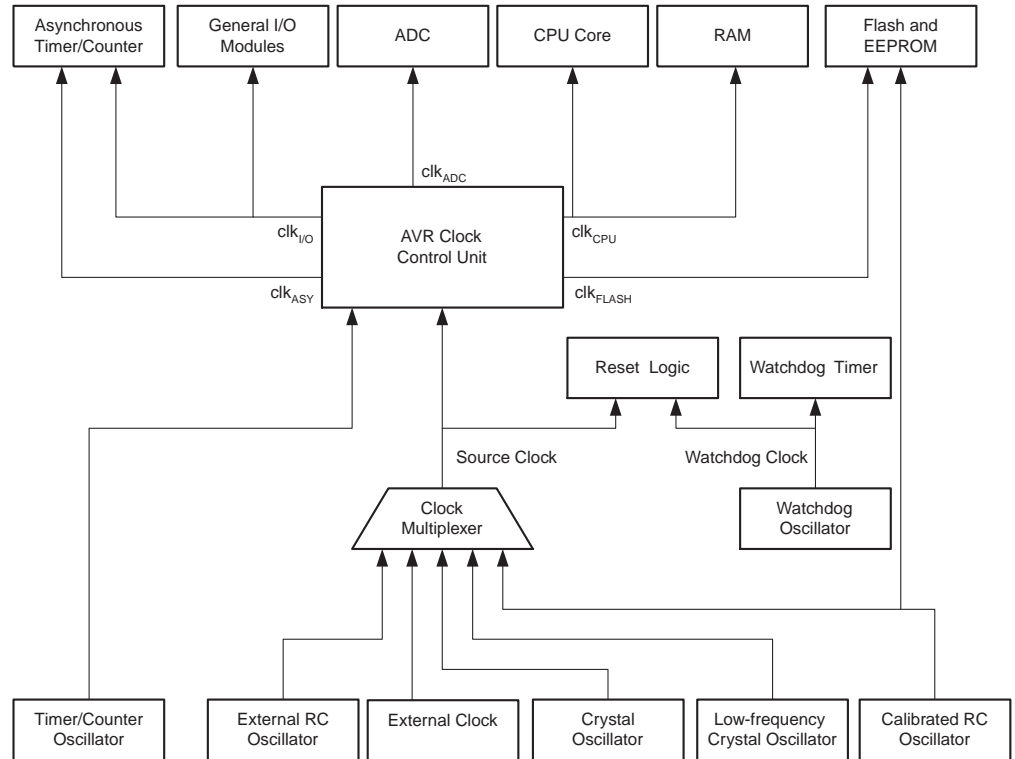 Asynchronous
Timer/Counter
General I/O
Modules
ADC
CPU Core
RAM
Flash and
EEPROM
clkADC
clkI/O
AVR Clock
Control Unit
clkCPU
clkASY
clkFLASH
Reset Logic
Watchdog Timer
Source Clock
Watchdog Clock
Clock
Multiplexer
Watchdog
Oscillator
Timer/Counter
Oscillator
External RC
Oscillator
External Clock
Crystal
Oscillator
Low-frequency
Crystal Oscillator
Calibrated RC
Oscillator